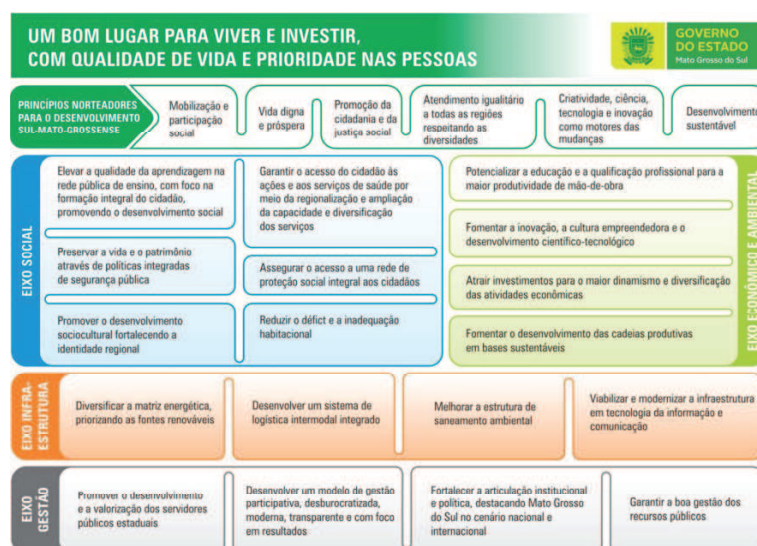 UM BOM LUGAR PARA VIVER E INVESTIR,
COM QUALIDADE DE VIDA E PRIORIDADE NAS PESSOAS
GOVERNO
DO ESTADO
Mato Grosso do Sul
PRINCÍPIOS NORTEADORES
PARA O DESENVOLVIMENTO
SUL-MATO-GROSSENSE
Mobilização e
participação
social
Vida digna
e próspera
Promoção da
cidadania e da
justiça social
Atendimento igualitário
a todas as regiões
respeitando as
diversidades
Criatividade, ciência,
tecnologia e inovação
como motores das
mudanças
Desenvolvimento
sustentável
EIXO SOCIAL
Elevar a qualidade da aprendizagem na
rede pública de ensino, com foco na
formação integral do cidadão,
promovendo o desenvolvimento social
Preservar a vida e o patrimônio
através de políticas integradas
de segurança pública
Promover o desenvolvimento
sociocultural fortalecendo a
identidade regional
Garantir o acesso do cidadão às
ações e aos serviços de saúde por
meio da regionalização e ampliação
da capacidade e diversificação
dos serviços
Assegurar o acesso a uma rede de
proteção social integral aos cidadãos
Reduzir o déficit e a inadequação
habitacional
Potencializar a educação e a qualificação profissional para a
maior produtividade de mão-de-obra
Fomentar a inovação, a cultura empreendedora e o
desenvolvimento científico-tecnológico
Atrair investimentos para o maior dinamismo e diversificação
das atividades econômicas
Fomentar o desenvolvimento das cadeias produtivas
em bases sustentáveis
EIXO ECONÔMICO E AMBIENTAL
EIXO INFRA-
ESTRUTURA
Diversificar a matriz energética,
priorizando as fontes renováveis
Desenvolver um sistema de
logística intermodal integrado
Melhorar a estrutura de
saneamento ambiental
Viabilizar e modernizar a infraestrutura
em tecnologia da informação e
comunicação
EIXO
GESTÃO
Promover o desenvolvimento
e a valorização dos servidores
públicos estaduais
Desenvolver um modelo de gestão
participativa, desburocratizada,
moderna, transparente e com foco
em resultados
Fortalecer a articulação institucional
e política, destacando Mato Grosso
do Sul no cenário nacional e
internacional
Garantir a boa gestão dos
recursos públicos